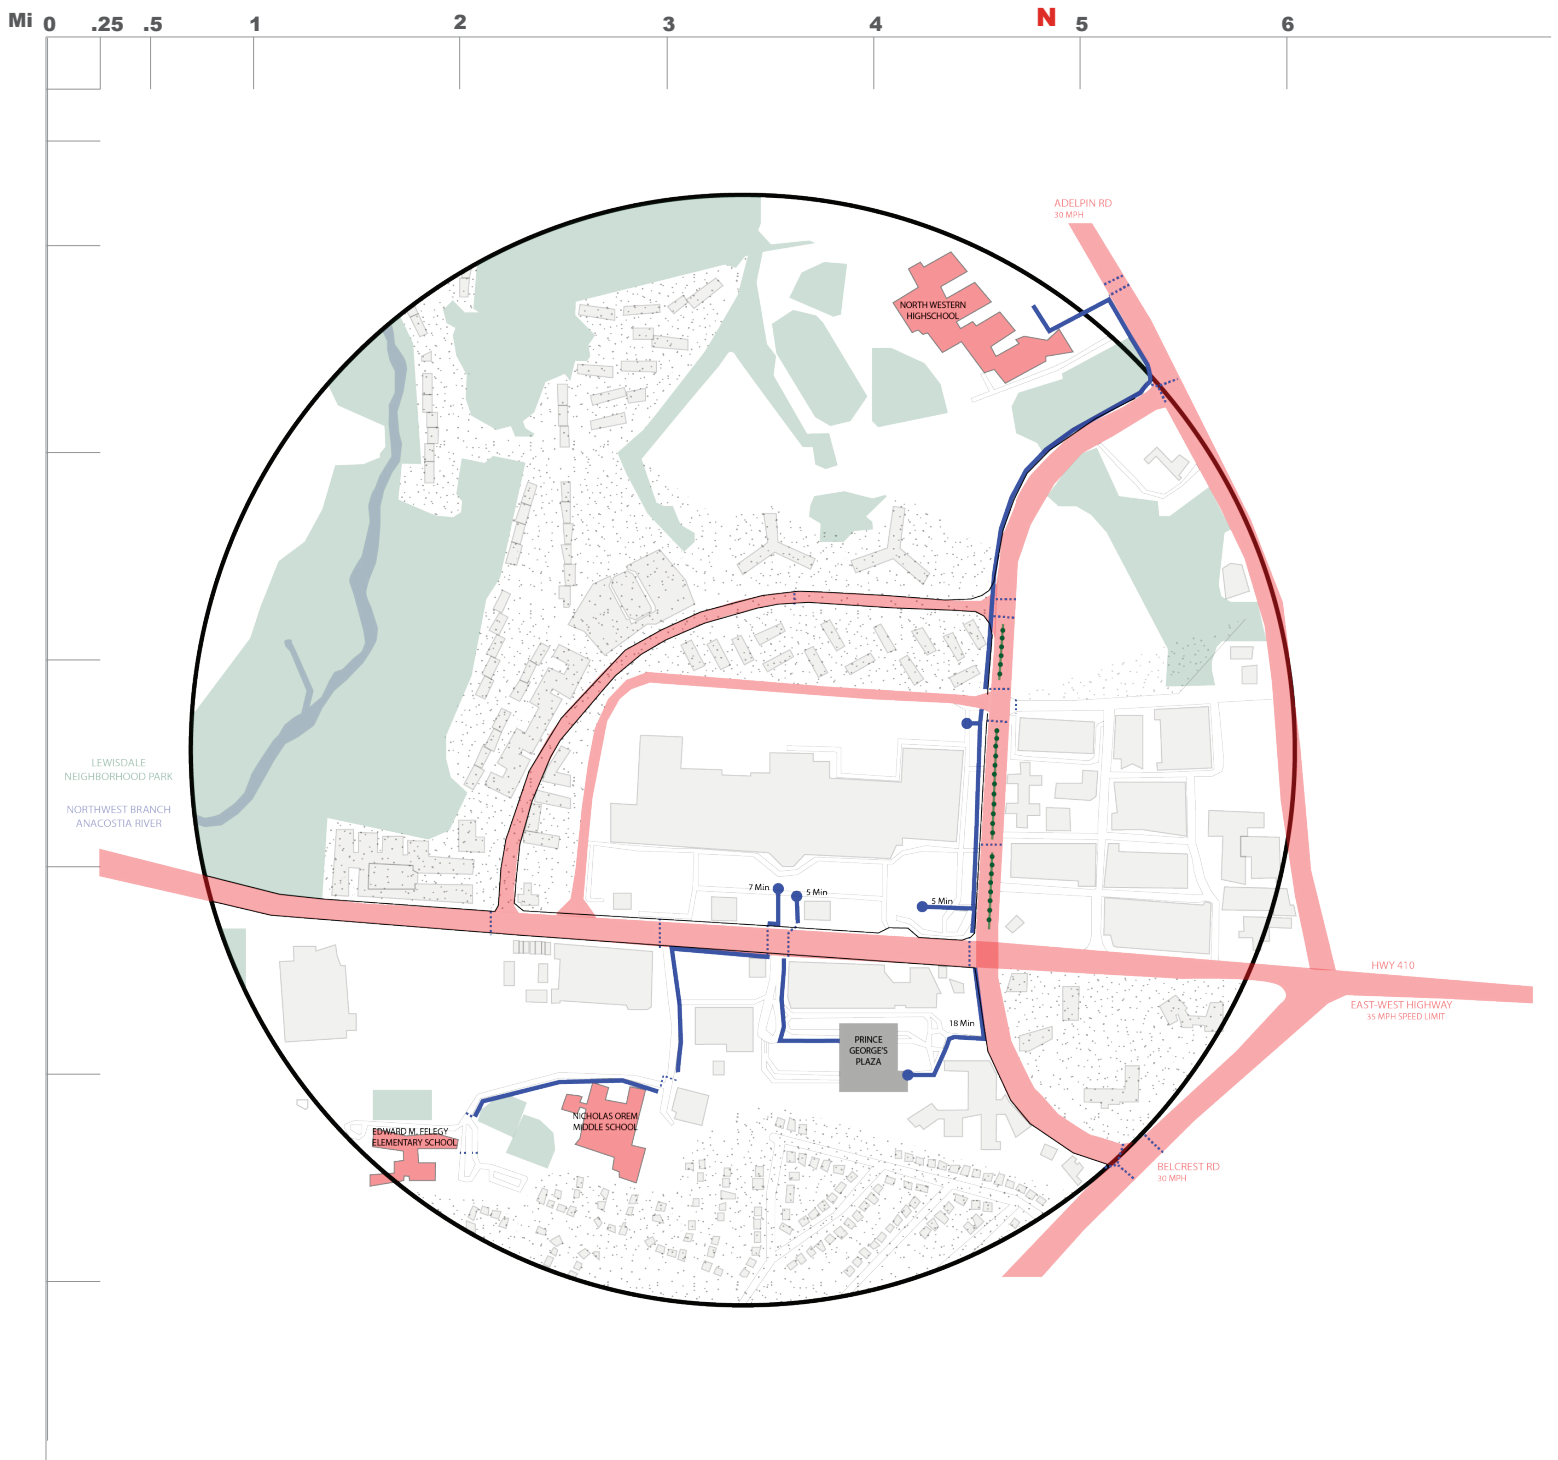 Mi 0 .25 .5 1 2 3 4 N 5 6
ADELPIN RD
30 MPH
NORTH WESTERN
HIGHSCHOOL
LEWISDALE
NEIGHBORHOOD PARK
NORTHWEST BRANCH
ANACOSTIA RIVER
7 Min
5 Min
5 Min
HWY 410
EAST-WEST HIGHWAY
35 MPH SPEED LIMIT
18 Min
PRINCE
GEORGE'S
PLAZA
NICHOLAS OREM
MIDDLE SCHOOL
EDWARD M. FELEGY
ELEMENTARY SCHOOL
BELCREST RD
30 MPH